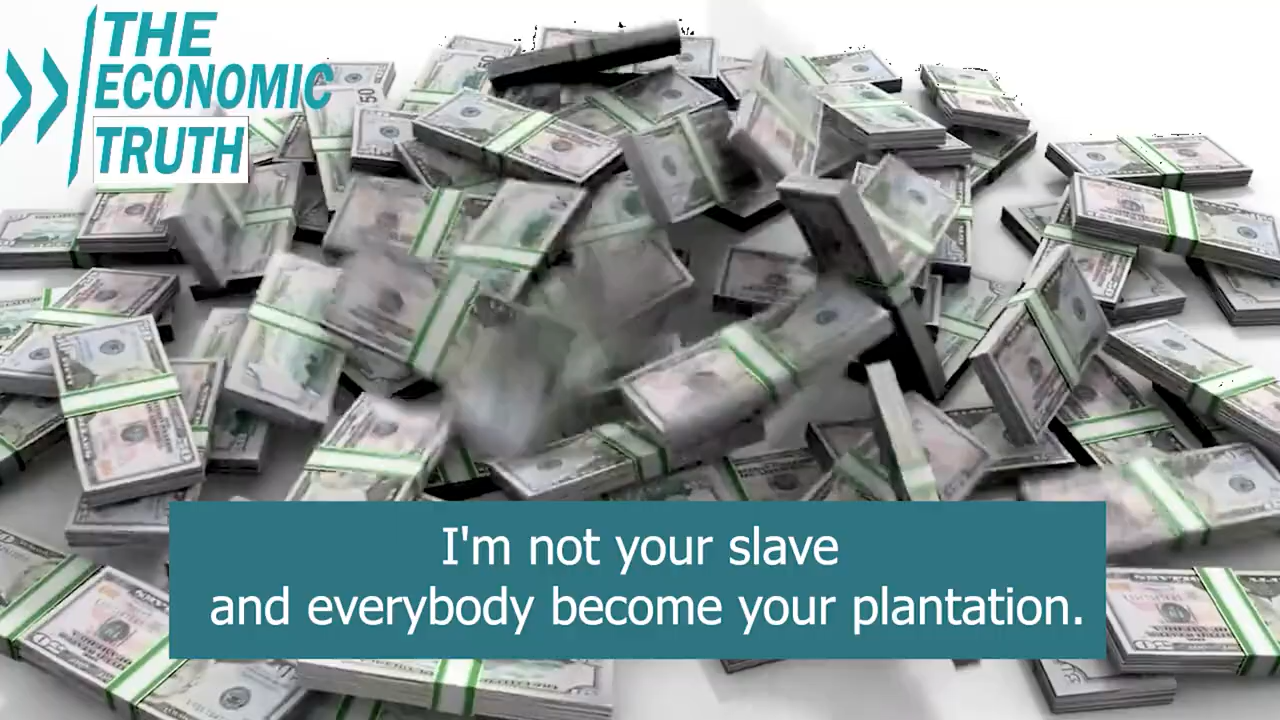 THE
ECONOMIC
TRUTH
I'm not your slave
and everybody become your plantation.